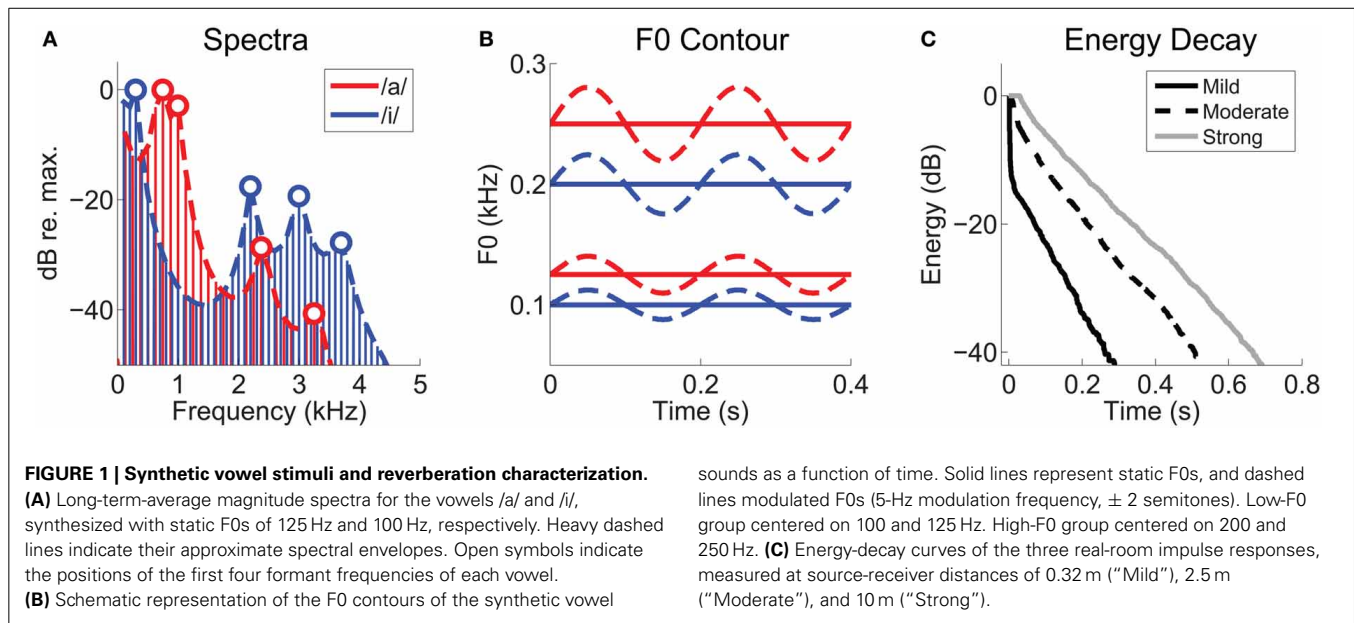 A
Spectra
/a/
/i/
0
−20
−40
dB re. max.
0 1 2 3 4 5
Frequency (kHz)
B
F0 Contour
0.3
0.2
0.1
F0 (kHz)
0 0.2 0.4
Time (s)
C
Energy Decay
Mild
Moderate
Strong
0
−20
−40
Energy (dB)
0 0.2 0.4 0.6 0.8
Time (s)
FIGURE 1 | Synthetic vowel stimuli and reverberation characterization.
(A) Long-term-average magnitude spectra for the vowels /a/ and /i/,
synthesized with static F0s of 125 Hz and 100 Hz, respectively. Heavy dashed
lines indicate their approximate spectral envelopes. Open symbols indicate
the positions of the first four formant frequencies of each vowel.
(B) Schematic representation of the F0 contours of the synthetic vowel
sounds as a function of time. Solid lines represent static F0s, and dashed
lines modulated F0s (5-Hz modulation frequency, ± 2 semitones). Low-F0
group centered on 100 and 125 Hz. High-F0 group centered on 200 and
250 Hz. (C) Energy-decay curves of the three real-room impulse responses,
measured at source-receiver distances of 0.32 m (“Mild”), 2.5 m
(“Moderate”), and 10 m (“Strong”).